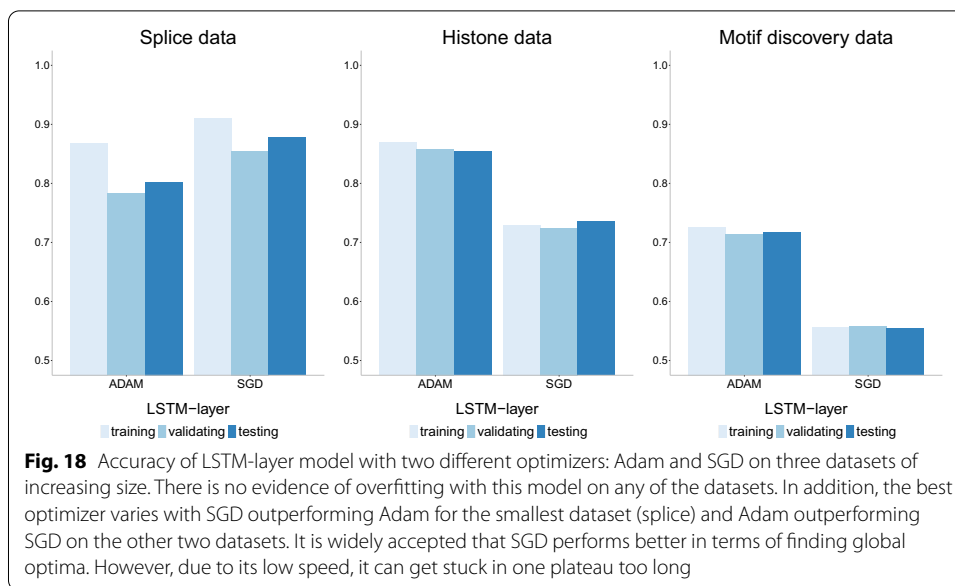 Splice data
Histone data
Motif discovery data
1.0
0.9
0.8
0.7
0.6
0.5
ADAM
SGD
LSTM−layer
training validating testing
1.0
0.9
0.8
0.7
0.6
0.5
ADAM
SGD
LSTM−layer
training validating testing
1.0
0.9
0.8
0.7
0.6
0.5
ADAM
SGD
LSTM−layer
training validating testing
Fig. 18 Accuracy of LSTM-layer model with two different optimizers: Adam and SGD on three datasets of
increasing size. There is no evidence of overfitting with this model on any of the datasets. In addition, the best
optimizer varies with SGD outperforming Adam for the smallest dataset (splice) and Adam outperforming
SGD on the other two datasets. It is widely accepted that SGD performs better in terms of finding global
optima. However, due to its low speed, it can get stuck in one plateau too long